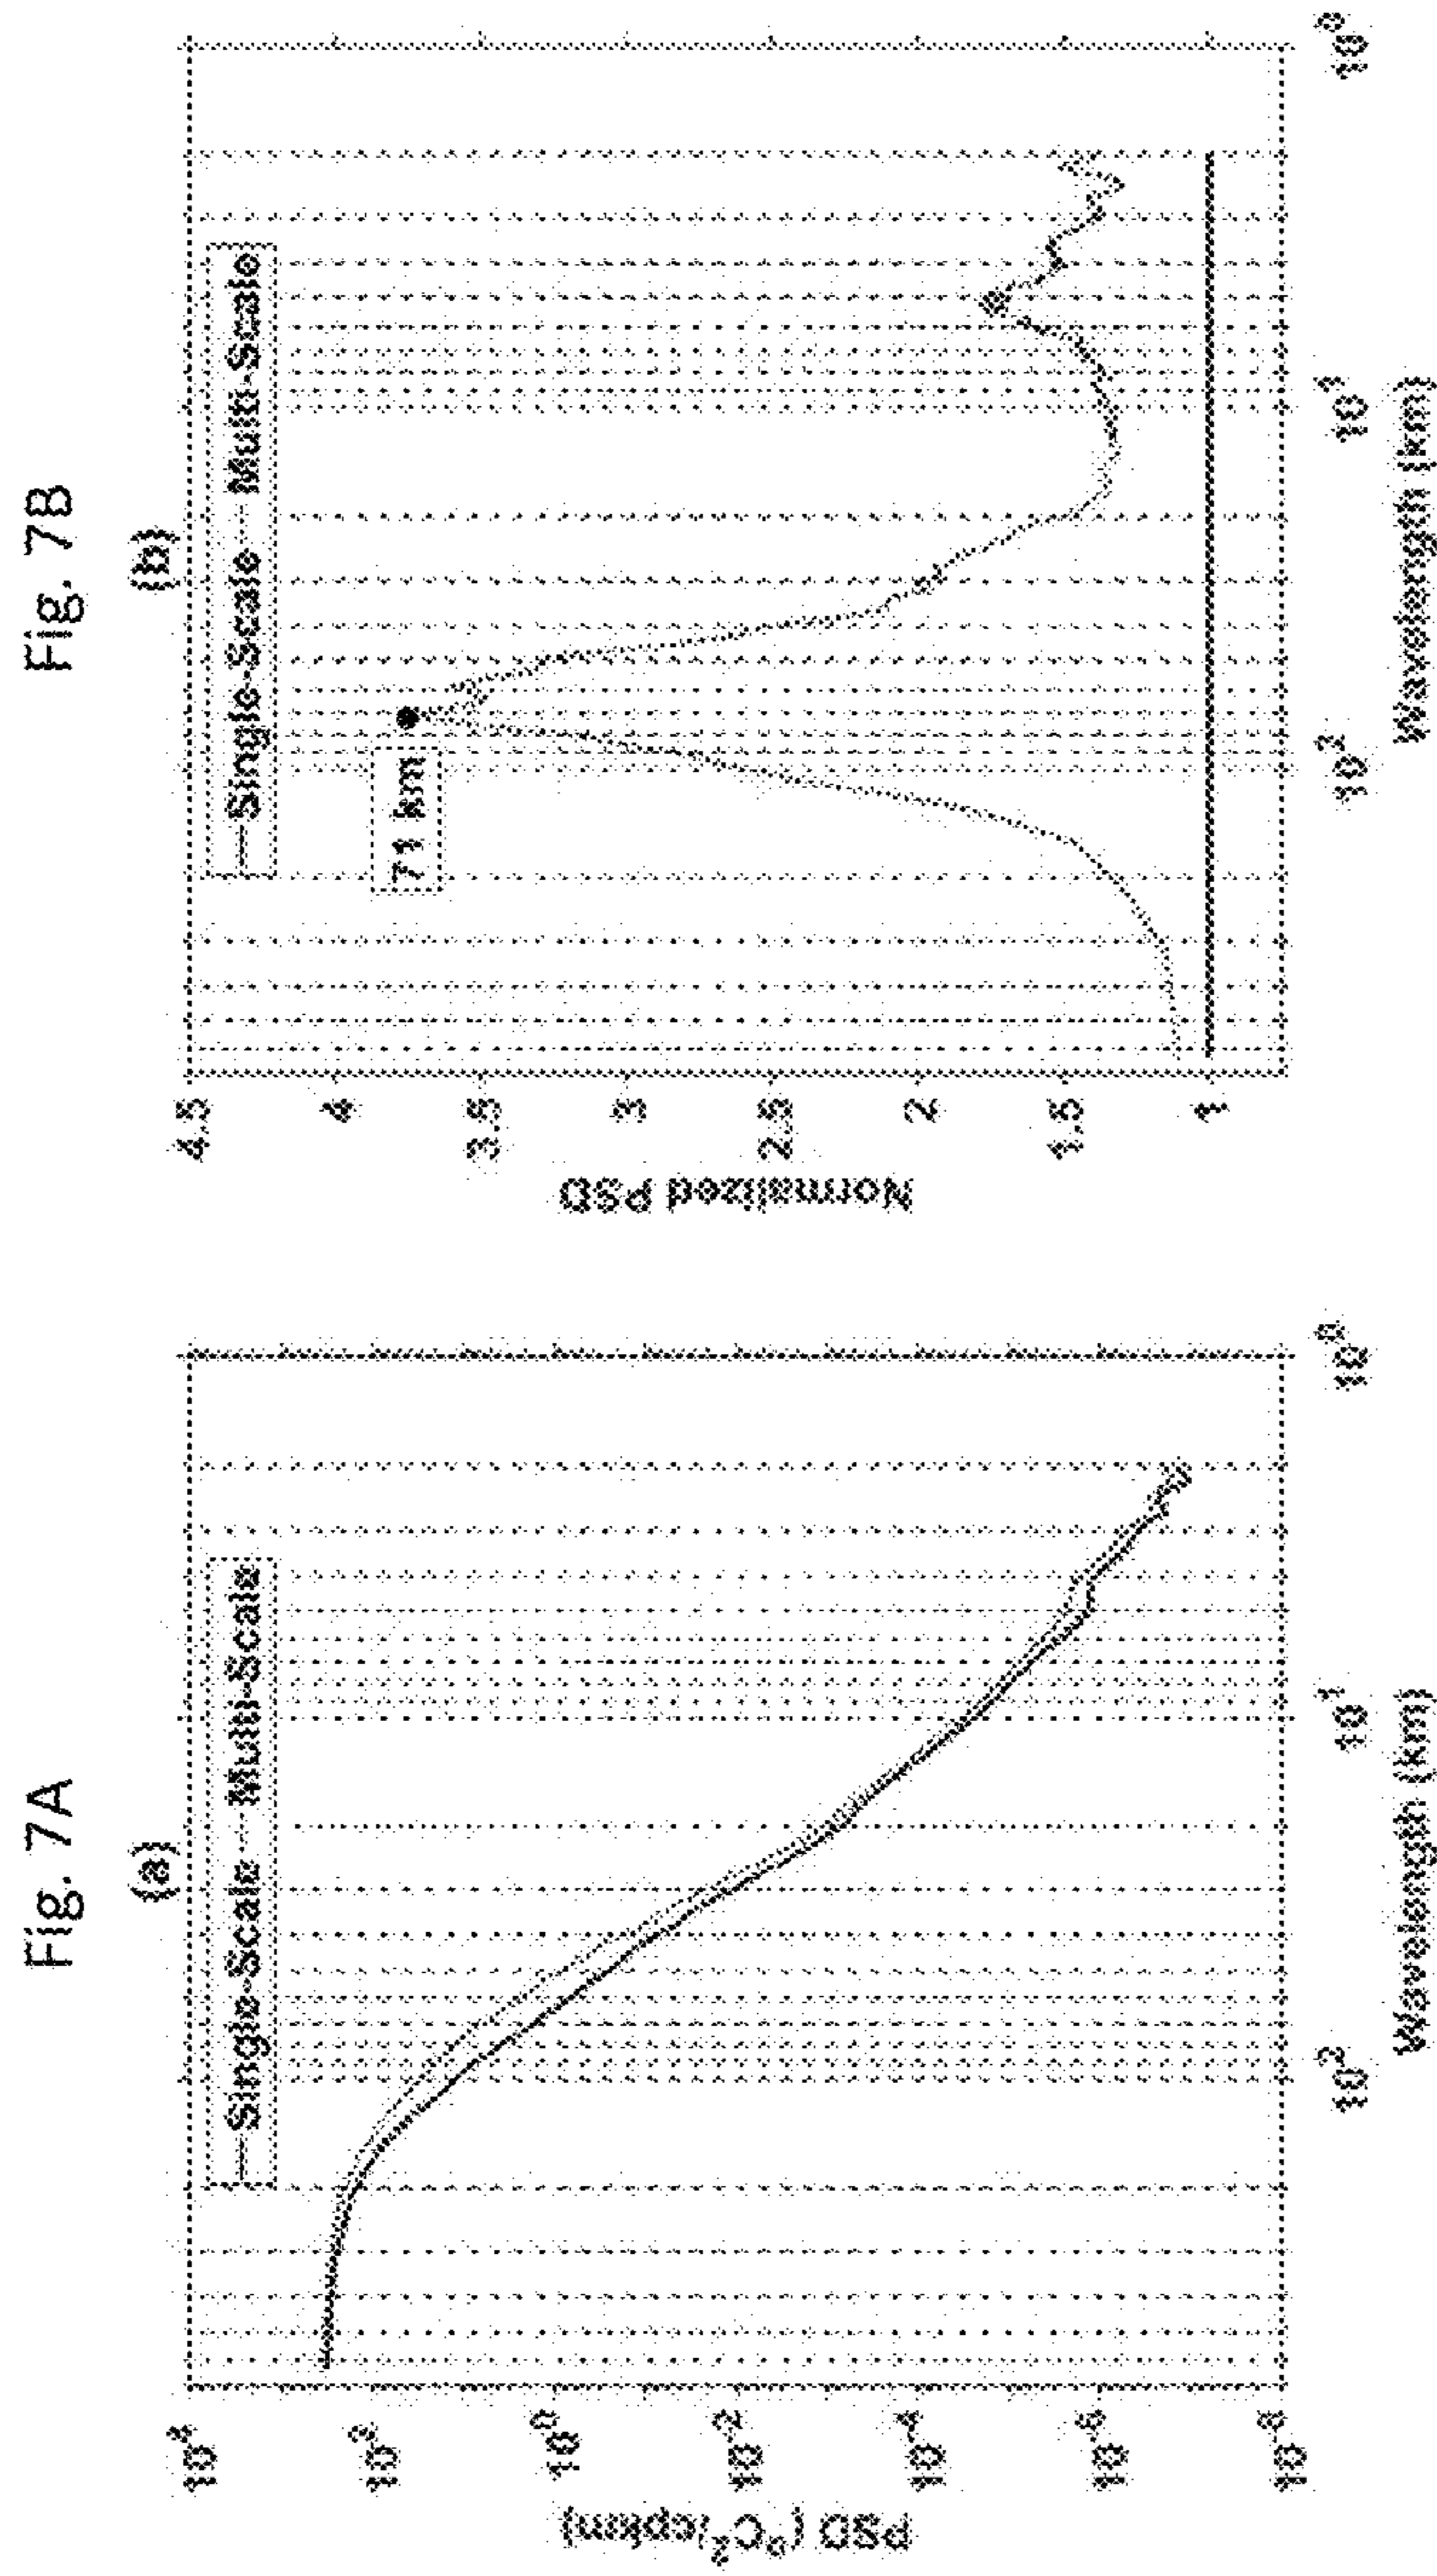 Fig. 7A
(a)
Single-Scale Multi-Scale
10^4
10^2
10^0
10^-2
10^-4
10^-6
10^-8
PSD (°C^2/cpkm)
10^2
10^1
10^0
Wavelength (km)
Fig. 7B
(b)
Single-Scale Multi-Scale
71 km
4.5
4
3.5
3
2.5
2
1.5
1
Normalized PSD
10^2
10^1
10^0
Wavelength (km)